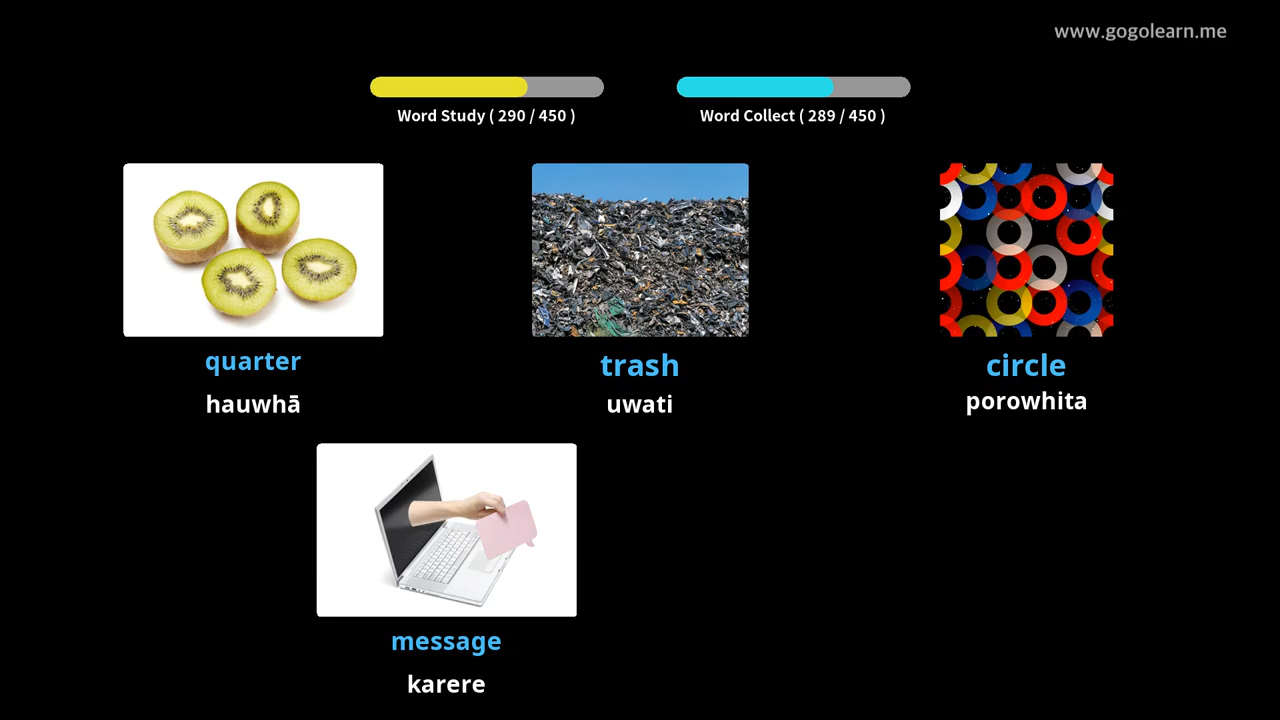 www.gogolearn.me
Word Study ( 290 / 450 )
Word Collect ( 289 / 450 )
quarter
hauwhā
trash
uwati
circle
porowhita
message
karere